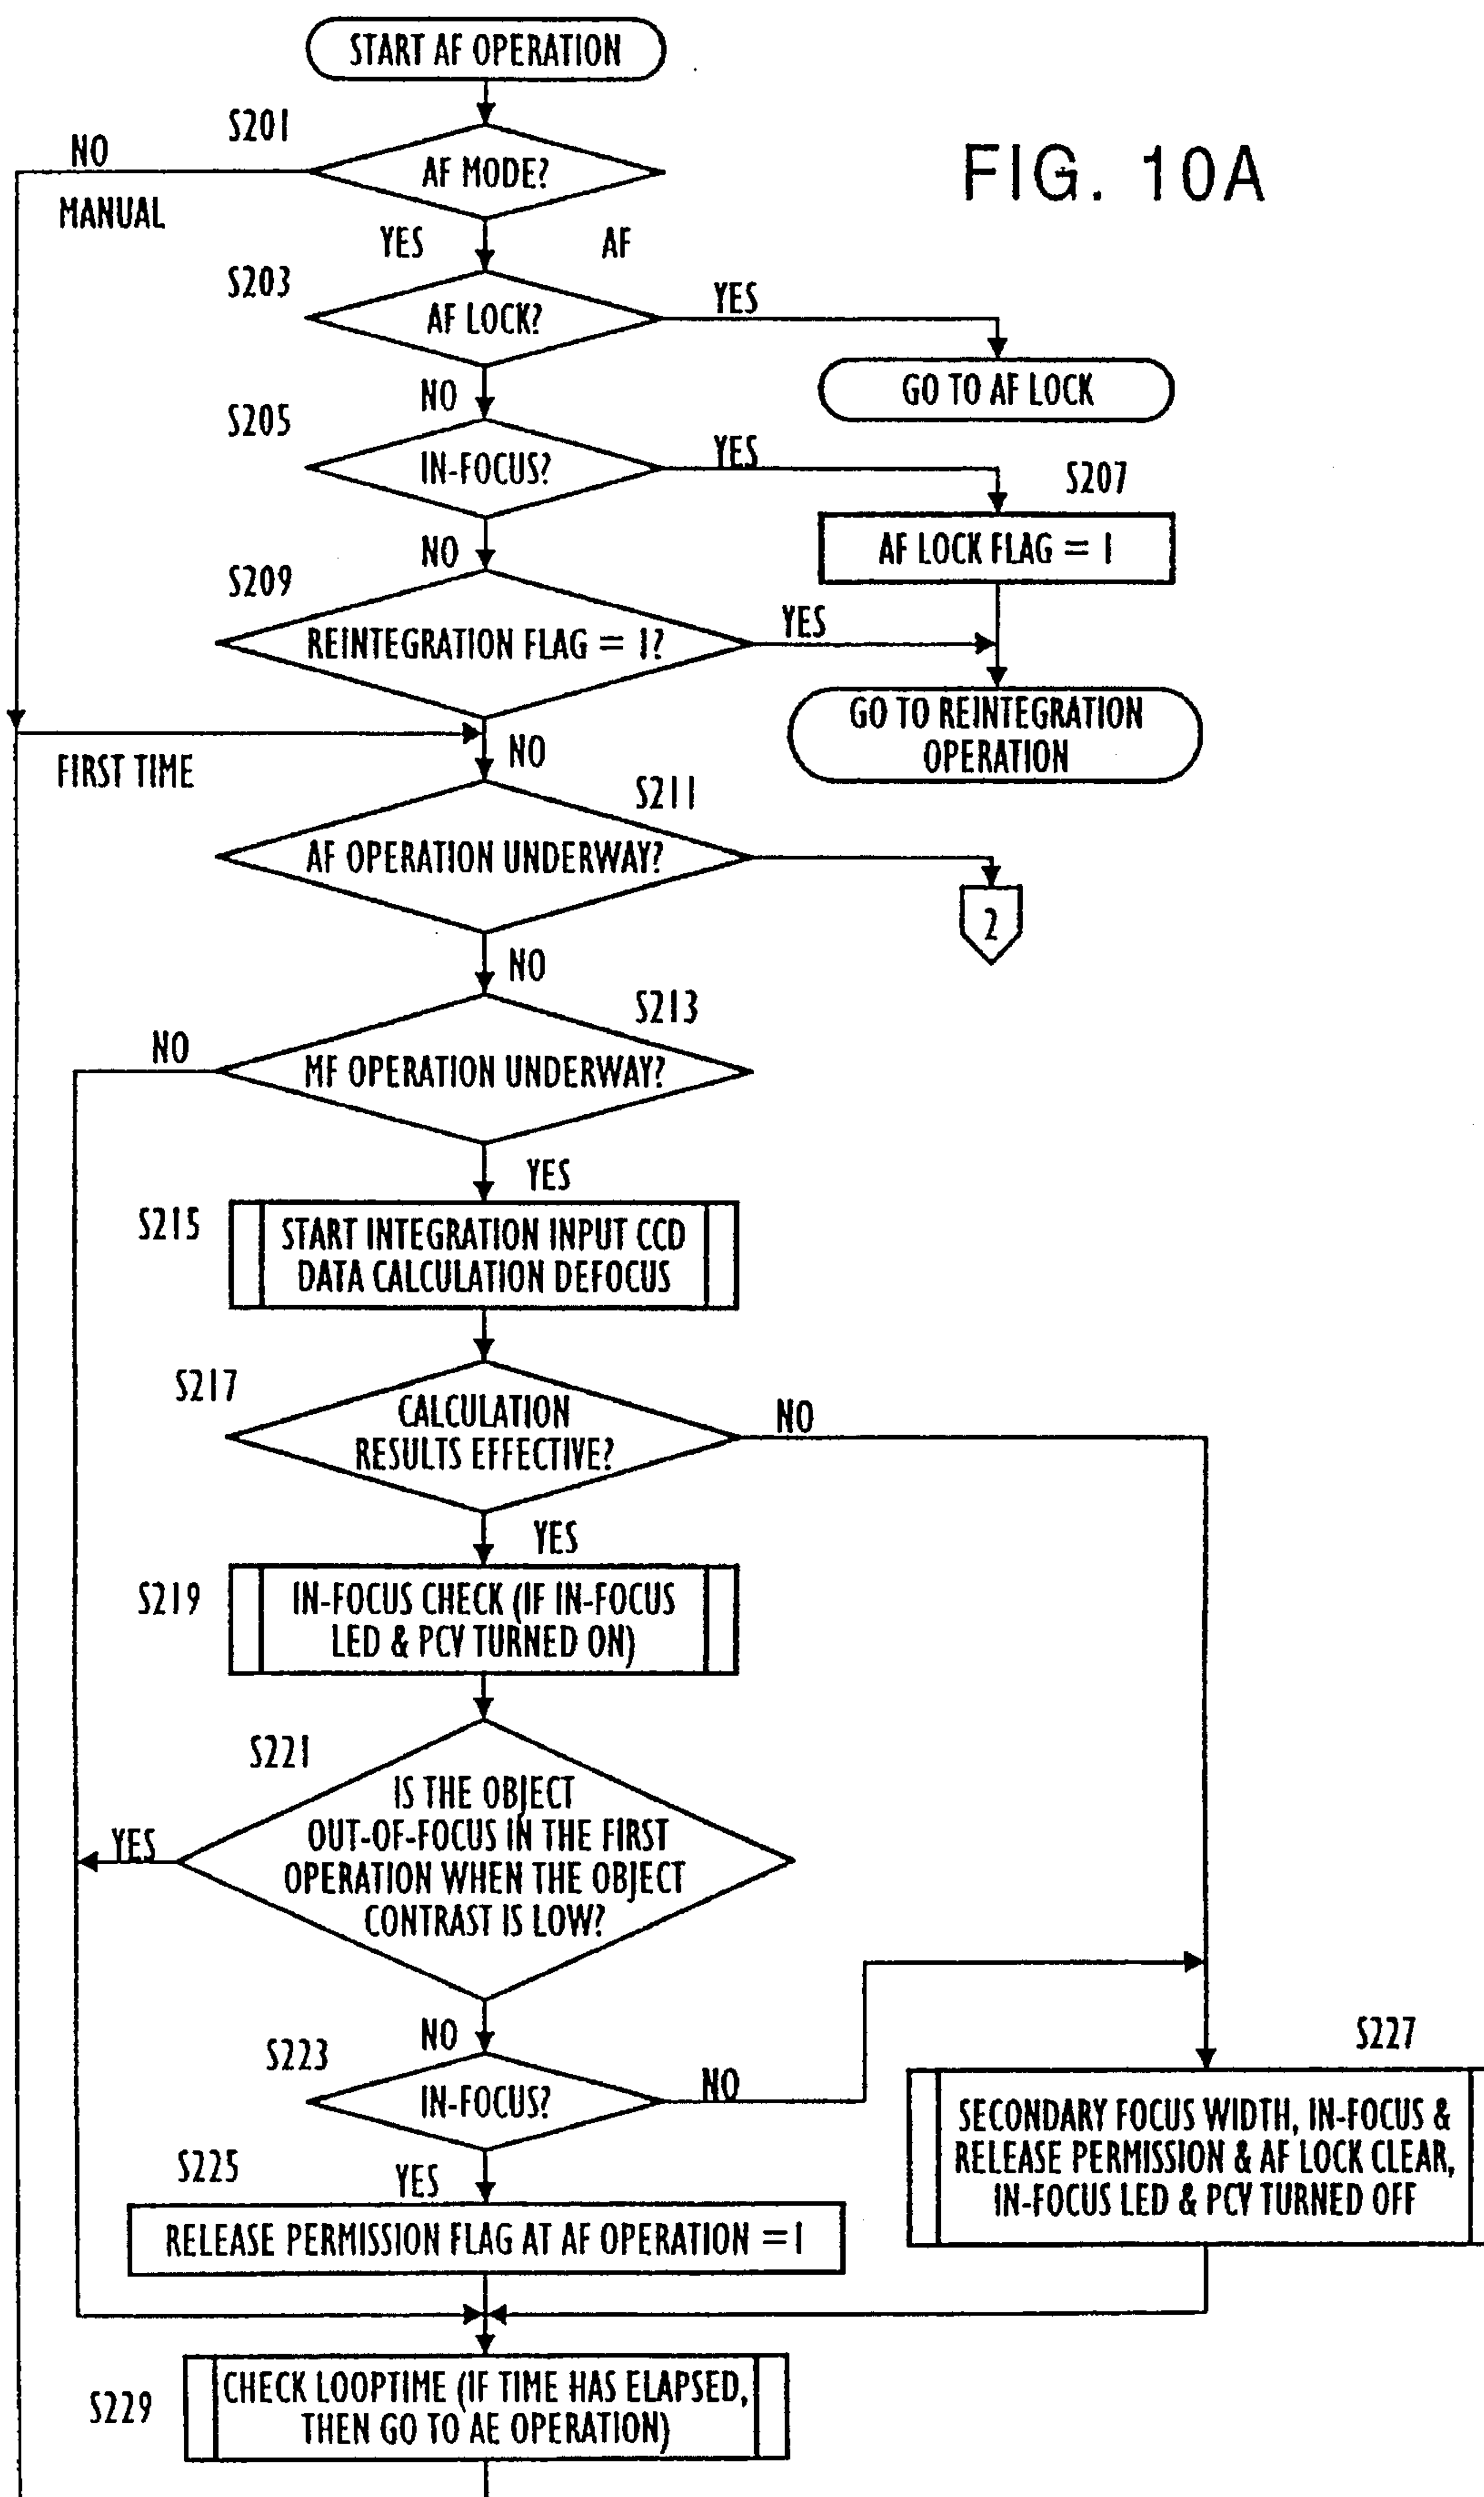 START AF OPERATION
S201
NO
AF MODE?
FIG. 10A
MANUAL
YES
AF
S203
AF LOCK?
YES
GO TO AF LOCK
NO
S205
IN-FOCUS?
YES
S207
AF LOCK FLAG = 1
NO
S209
REINTEGRATION FLAG = 1?
YES
GO TO REINTEGRATION
OPERATION
NO
FIRST TIME
S211
AF OPERATION UNDERWAY?
2
NO
S213
NO
MF OPERATION UNDERWAY?
YES
S215
START INTEGRATION INPUT CCD
DATA CALCULATION DEFOCUS
S217
CALCULATION
RESULTS EFFECTIVE?
NO
YES
S219
IN-FOCUS CHECK (IF IN-FOCUS
LED & PCV TURNED ON)
S221
IS THE OBJECT
OUT-OF-FOCUS IN THE FIRST
OPERATION WHEN THE OBJECT
CONTRAST IS LOW?
YES
NO
S223
IN-FOCUS?
NO
S227
SECONDARY FOCUS WIDTH, IN-FOCUS &
RELEASE PERMISSION & AF LOCK CLEAR,
IN-FOCUS LED & PCV TURNED OFF
S225
YES
RELEASE PERMISSION FLAG AT AF OPERATION = 1
S229
CHECK LOOPTIME (IF TIME HAS ELAPSED,
THEN GO TO AE OPERATION)